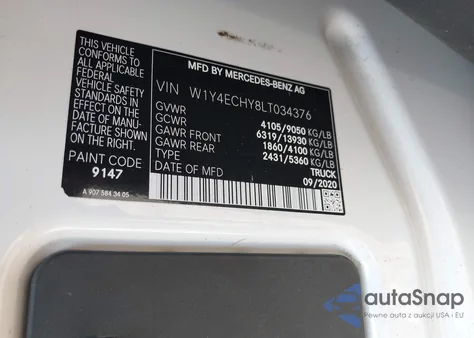 MFD BY MERCEDES-BENZ AG
THIS VEHICLE
CONFORMS TO
ALL APPLICABLE
FEDERAL MOTOR
VEHICLE SAFETY
STANDARDS IN
EFFECT ON THE
DATE OF MANU-
FACTURE SHOWN
ON THE RIGHT.
PAINT CODE
9147
A 907 584 34 05
VIN W1Y4ECHY8LT034376
GVWR 4105/9050 KG/LB
GCWR 6319/13930 KG/LB
GAWR FRONT 1860/4100 KG/LB
GAWR REAR 2431/5360 KG/LB
TYPE TRUCK
DATE OF MFD 09/2020
autaSnap
Pewne auta z aukcji USA i EU